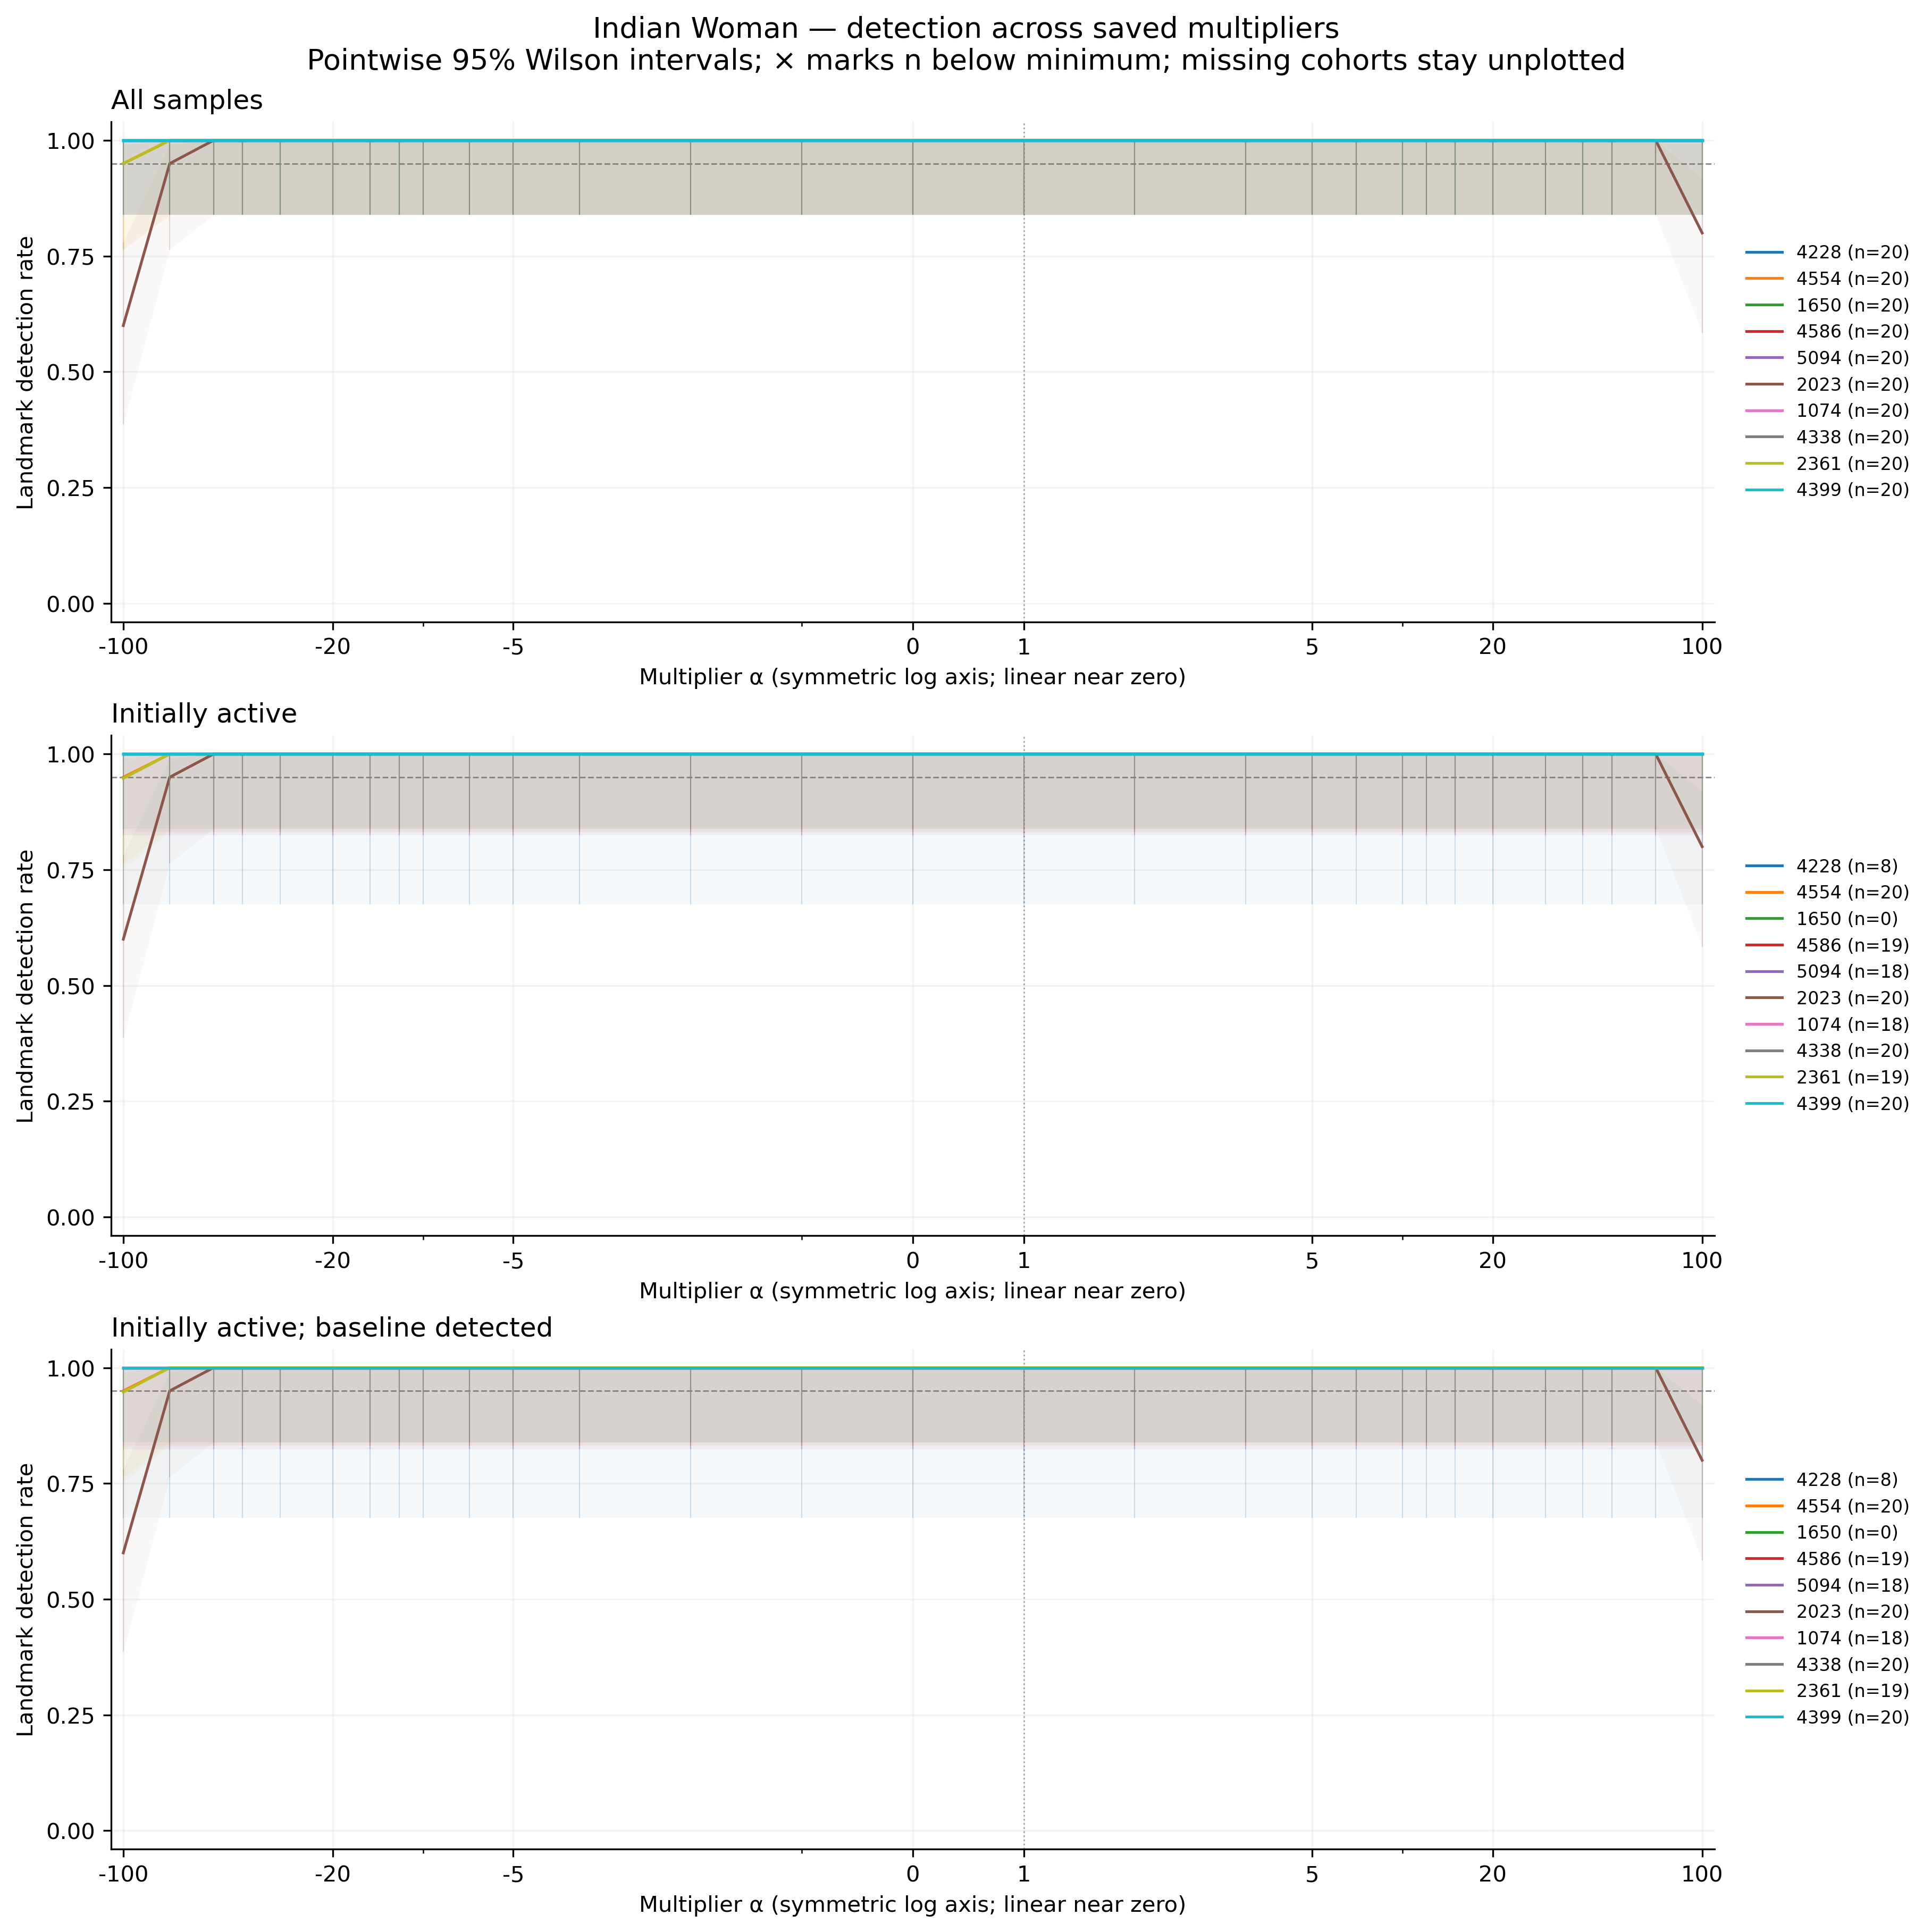 Indian Woman — detection across saved multipliers
Pointwise 95% Wilson intervals; × marks n below minimum; missing cohorts stay unplotted
All samples
Landmark detection rate
1.00
0.75
0.50
0.25
0.00
-100 -20 -5 0 1 5 20 100
Multiplier α (symmetric log axis; linear near zero)
4228 (n=20)
4554 (n=20)
1650 (n=20)
4586 (n=20)
5094 (n=20)
2023 (n=20)
1074 (n=20)
4338 (n=20)
2361 (n=20)
4399 (n=20)
Initially active
Landmark detection rate
1.00
0.75
0.50
0.25
0.00
-100 -20 -5 0 1 5 20 100
Multiplier α (symmetric log axis; linear near zero)
4228 (n=8)
4554 (n=20)
1650 (n=0)
4586 (n=19)
5094 (n=18)
2023 (n=20)
1074 (n=18)
4338 (n=20)
2361 (n=19)
4399 (n=20)
Initially active; baseline detected
Landmark detection rate
1.00
0.75
0.50
0.25
0.00
-100 -20 -5 0 1 5 20 100
Multiplier α (symmetric log axis; linear near zero)
4228 (n=8)
4554 (n=20)
1650 (n=0)
4586 (n=19)
5094 (n=18)
2023 (n=20)
1074 (n=18)
4338 (n=20)
2361 (n=19)
4399 (n=20)